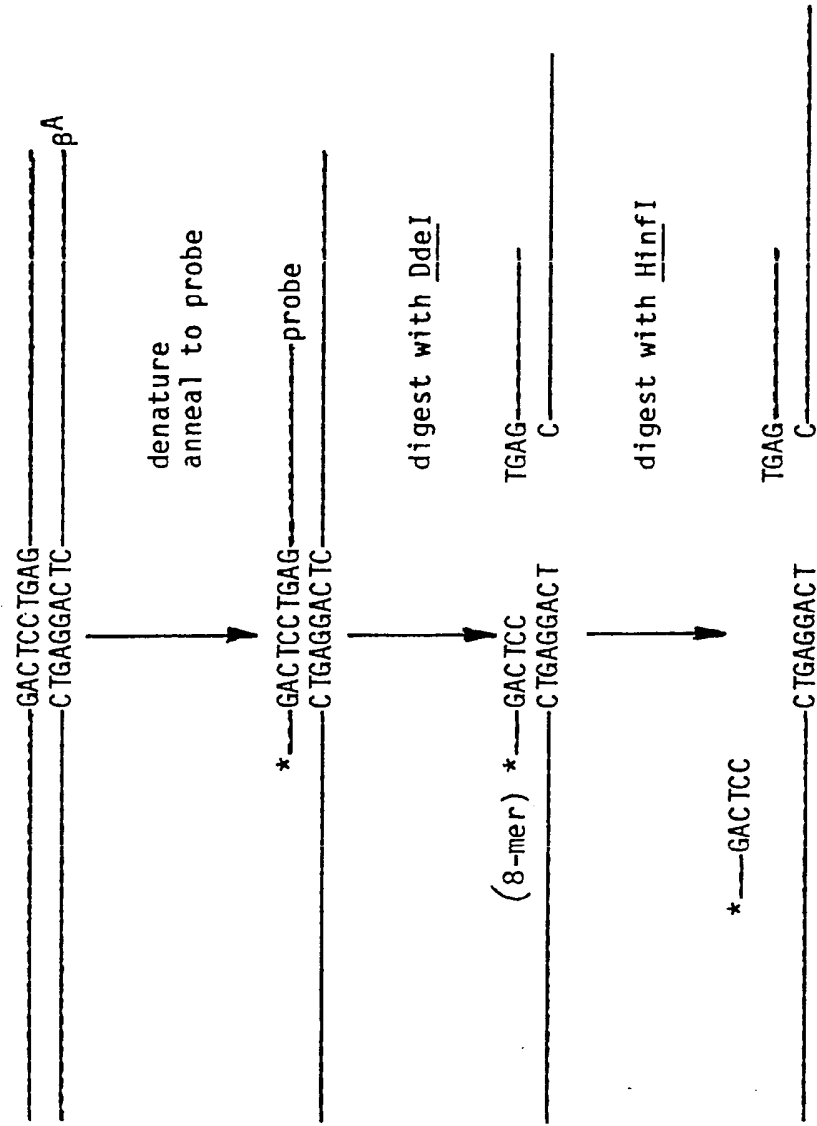 GACTCCTGAG
CTGAGGACTC βA
denature
anneal to probe
* GACTCCTGAG probe
CTGAGGACTC
digest with DdeI
(8-mer) * GACTCC TGAG
CTGAGGACT C
digest with HinfI
* GACTCC TGAG
CTGAGGACT C